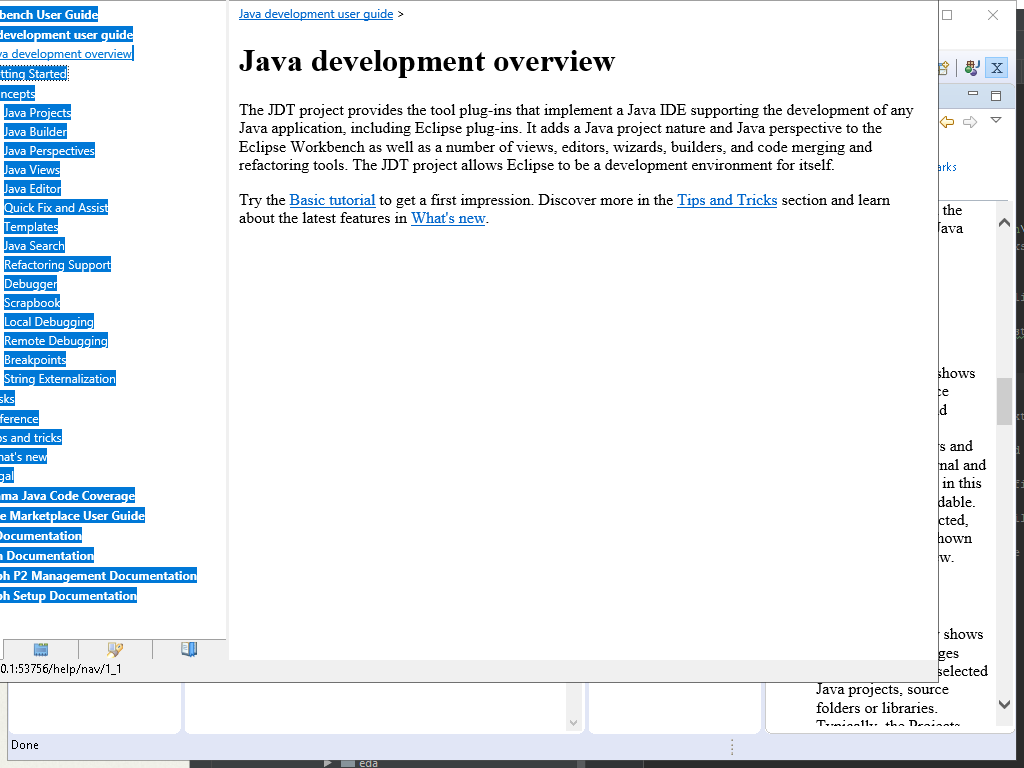 bench User Guide
development user guide
va development overview
tting Started
ncepts
Java Projects
Java Builder
Java Perspectives
Java Views
Java Editor
Quick Fix and Assist
Templates
Java Search
Refactoring Support
Debugger
Scrapbook
Local Debugging
Remote Debugging
Breakpoints
String Externalization
sks
ference
ps and tricks
hat's new
gal
ma Java Code Coverage
e Marketplace User Guide
Documentation
n Documentation
ph P2 Management Documentation
ph Setup Documentation
0.1:53756/help/nav/1_1
Java development user guide >
Java development overview
The JDT project provides the tool plug-ins that implement a Java IDE supporting the development of any
Java application, including Eclipse plug-ins. It adds a Java project nature and Java perspective to the
Eclipse Workbench as well as a number of views, editors, wizards, builders, and code merging and
refactoring tools. The JDT project allows Eclipse to be a development environment for itself.
Try the Basic tutorial to get a first impression. Discover more in the Tips and Tricks section and learn
about the latest features in What's new.
arks
the
Java
shows
ce
d
s and
nal and
in this
dable.
cted,
hown
w.
shows
ges
selected
Java projects, source
folders or libraries.
Typically, the Projects
Done
eda